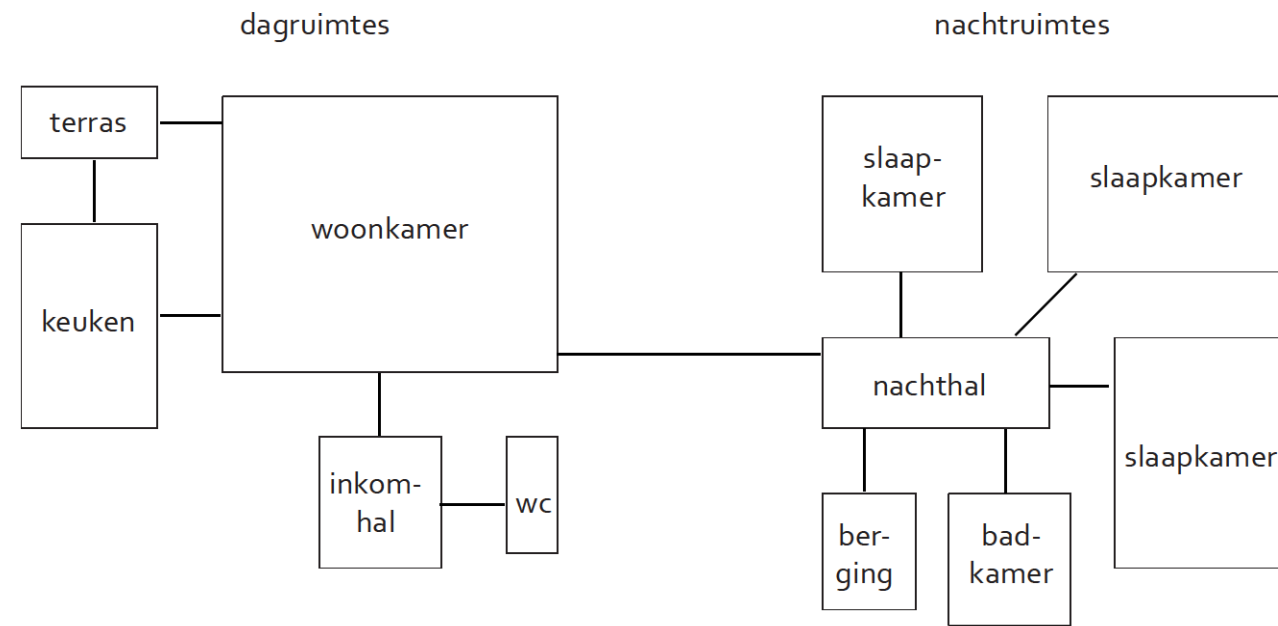 dagruimtes
nachtruimtes
terras
woonkamer
keuken
inkom-
hal
wc
slaap-
kamer
slaapkamer
nachthal
slaapkamer
ber-
ging
bad-
kamer